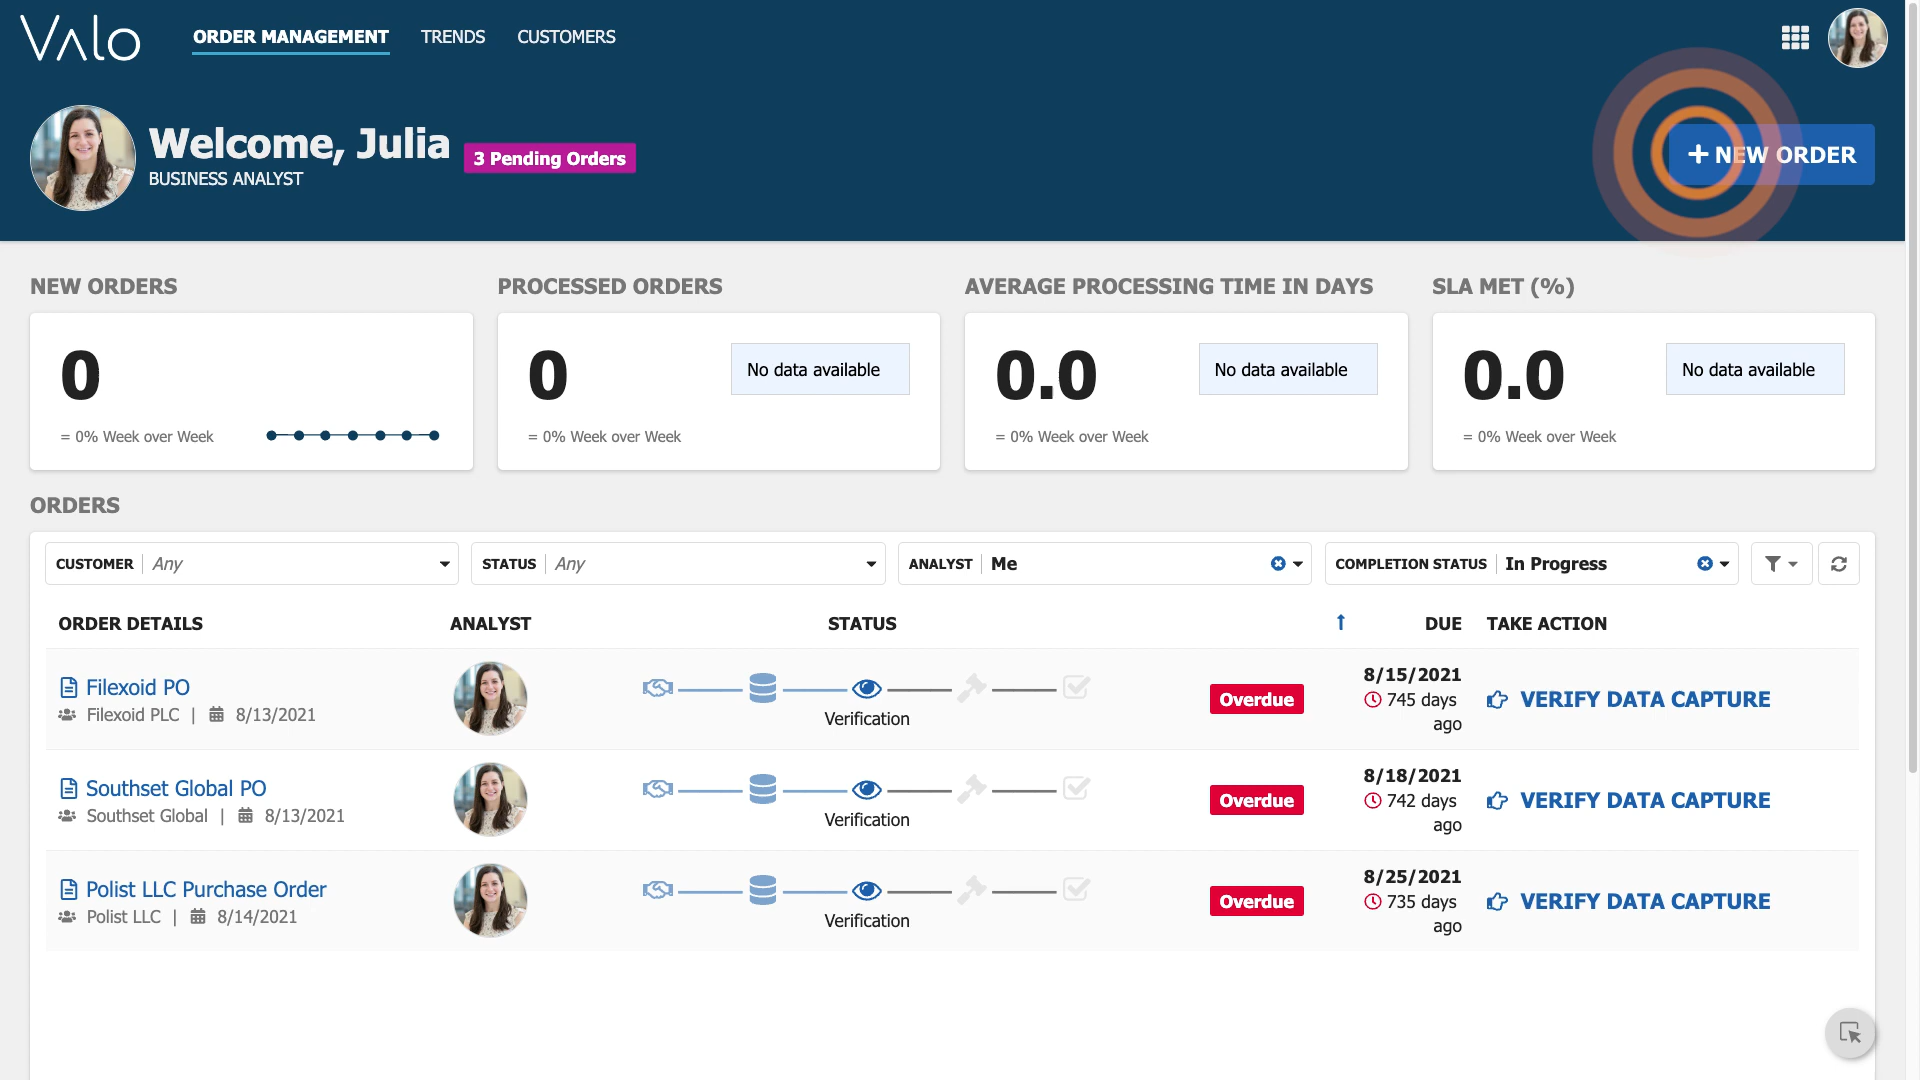 Valo
ORDER MANAGEMENT
TRENDS
CUSTOMERS
Welcome, Julia
3 Pending Orders
BUSINESS ANALYST
+ NEW ORDER
NEW ORDERS
0
= 0% Week over Week
PROCESSED ORDERS
0
No data available
= 0% Week over Week
AVERAGE PROCESSING TIME IN DAYS
0.0
No data available
= 0% Week over Week
SLA MET (%)
0.0
No data available
= 0% Week over Week
ORDERS
CUSTOMER Any
STATUS Any
ANALYST Me
COMPLETION STATUS In Progress
ORDER DETAILS
ANALYST
STATUS
DUE
TAKE ACTION
Filexoid PO
Filexoid PLC | 8/13/2021
Verification
Overdue
8/15/2021
745 days
ago
VERIFY DATA CAPTURE
Southset Global PO
Southset Global | 8/13/2021
Verification
Overdue
8/18/2021
742 days
ago
VERIFY DATA CAPTURE
Polist LLC Purchase Order
Polist LLC | 8/14/2021
Verification
Overdue
8/25/2021
735 days
ago
VERIFY DATA CAPTURE